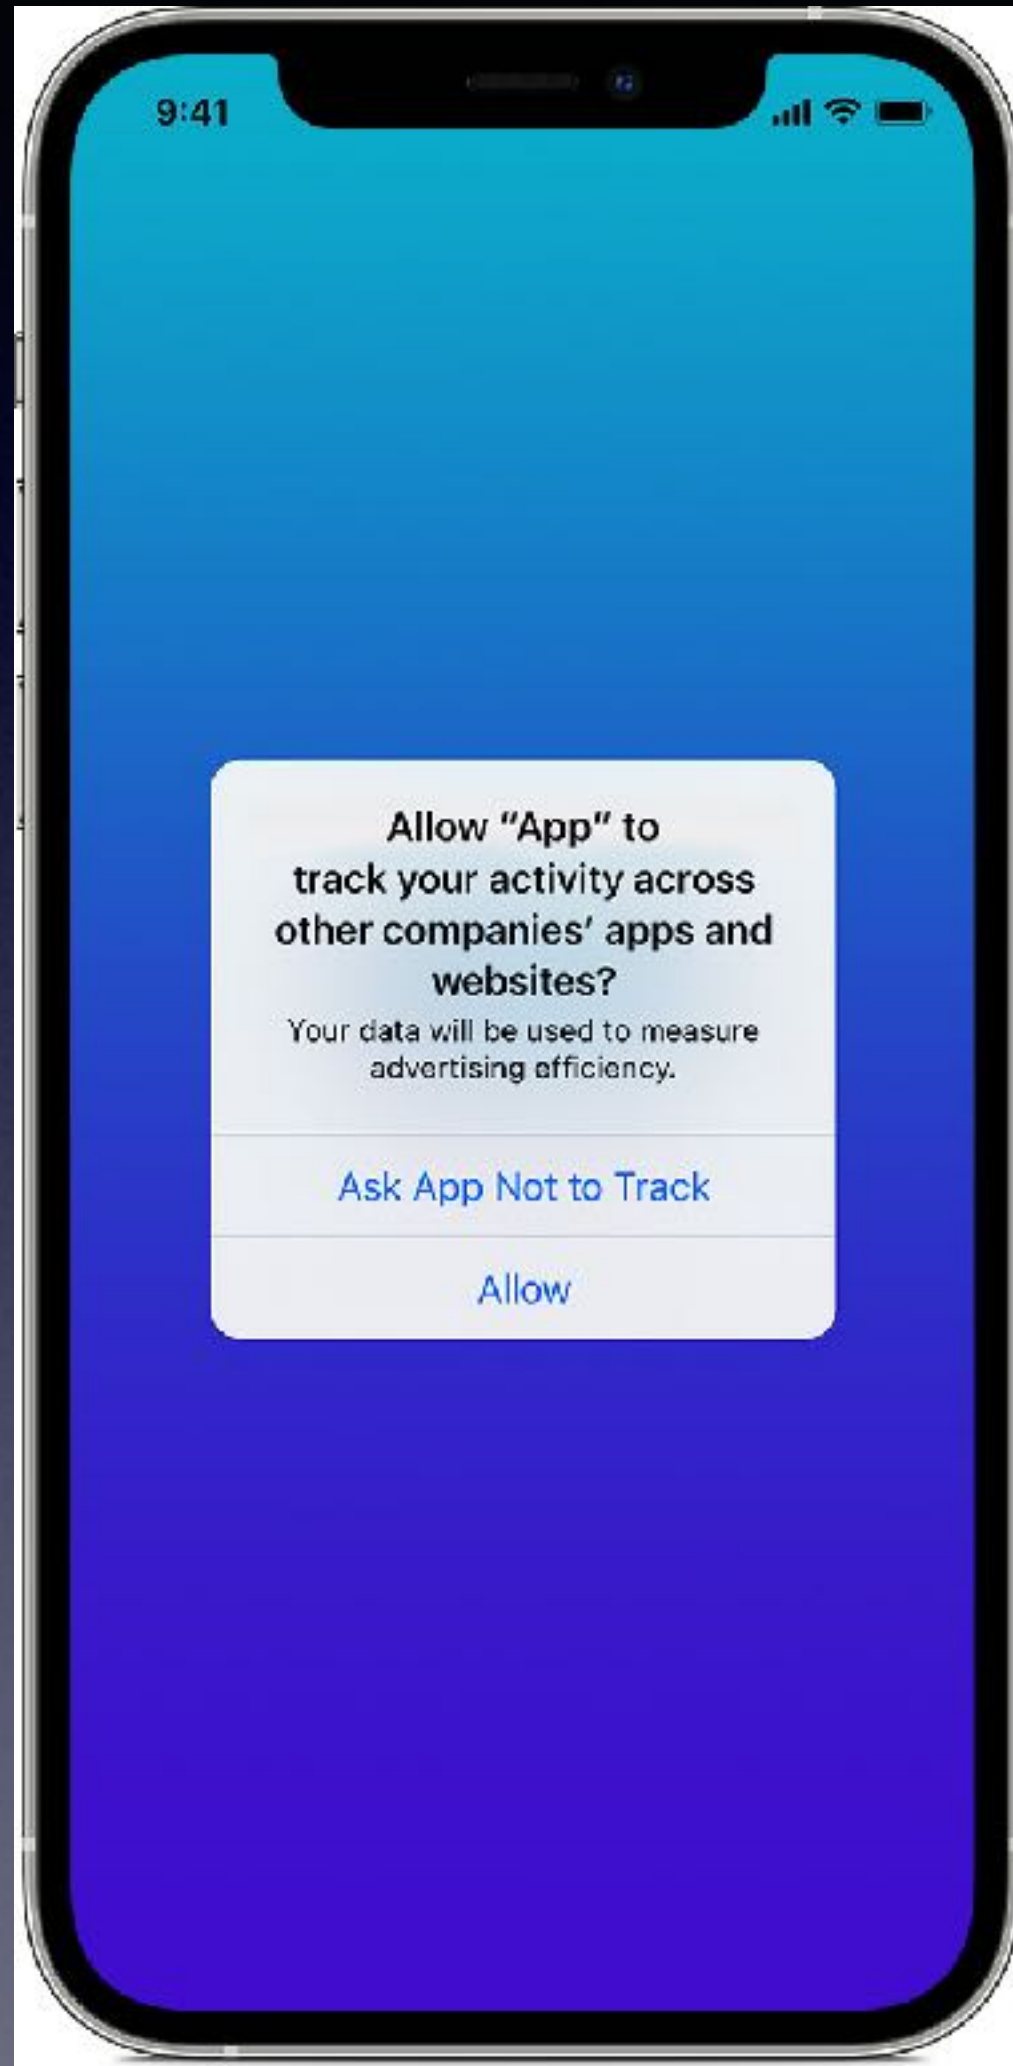 9:41
Allow “App” to
track your activity across
other companies’ apps and
websites?
Your data will be used to measure
advertising efficiency.
Ask App Not to Track
Allow